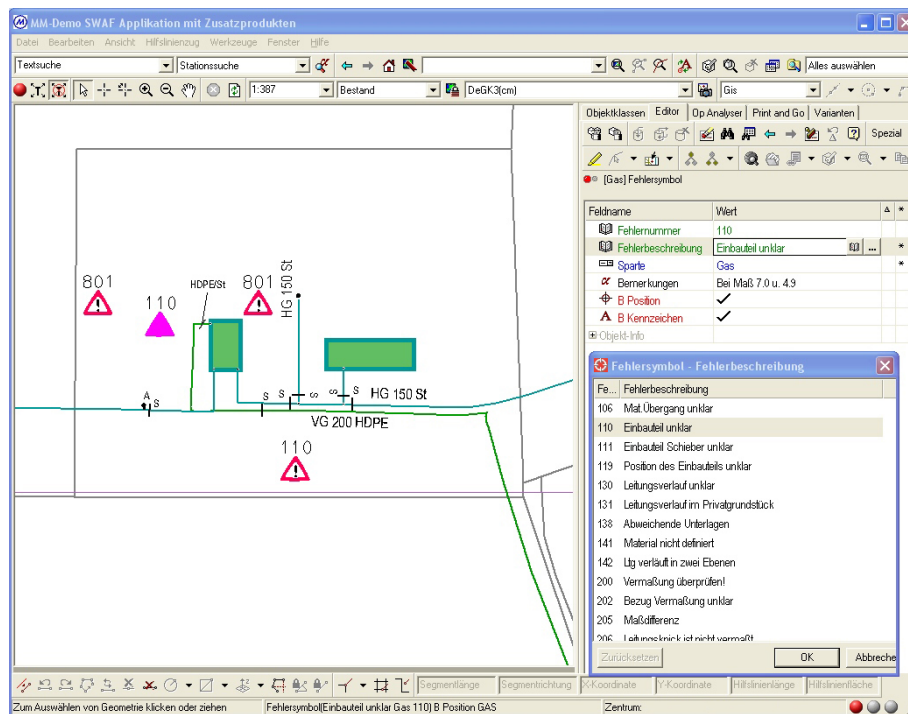 MM-Demo SWAF Applikation mit Zusatzprodukten
Datei Bearbeiten Ansicht Hilfslinienzug Werkzeuge Fenster Hilfe
Textsuche Stationssuche Alles auswählen
1:387 Bestand DeGK3(cm) Gis
Objektklassen Editor Op Analyser Print and Go Varianten
Spezial
[Gas] Fehlersymbol
Feldname Wert
Fehlernummer 110
Fehlerbeschreibung Einbauteil unklar ...
Sparte Gas
Bemerkungen Bei Maß 7.0 u. 4.9
B Position
B Kennzeichen
Objekt-Info
801
110
HDPE/St
801
HG 150 St
A
S
S
S
S
S
S
HG 150 St
VG 200 HDPE
110
Fehlersymbol - Fehlerbeschreibung
Fe... Fehlerbeschreibung
106 Mat.Übergang unklar
110 Einbauteil unklar
111 Einbauteil Schieber unklar
119 Position des Einbauteils unklar
130 Leitungsverlauf unklar
131 Leitungsverlauf im Privatgrundstück
138 Abweichende Unterlagen
141 Material nicht definiert
142 Ltg verläuft in zwei Ebenen
200 Vermaßung überprüfen!
202 Bezug Vermaßung unklar
205 Maßdifferenz
206 Leitungsknick ist nicht vermaßt
Zurücksetzen OK Abbreche
Segmentlänge Segmentrichtung X-Koordinate Y-Koordinate Hilfslinienlänge Hilfslinienfläche
Zum Auswählen von Geometrie klicken oder ziehen Fehlersymbol(Einbauteil unklar Gas 110) B Position GAS Zentrum: